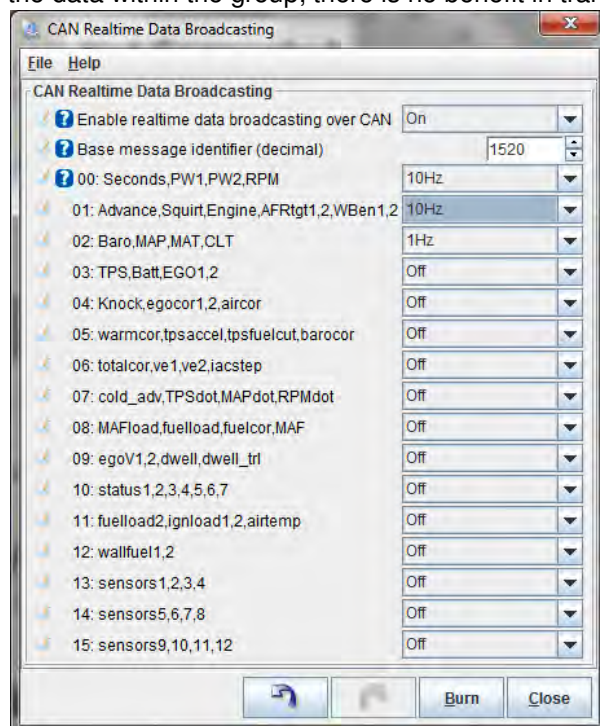 the data within the group, there is no benefit in tran
CAN Realtime Data Broadcasting
File Help
CAN Realtime Data Broadcasting
Enable realtime data broadcasting over CAN On
Base message identifier (decimal) 1520
00: Seconds,PW1,PW2,RPM 10Hz
01: Advance,Squirt,Engine,AFRtgt1,2,WBen1,2 10Hz
02: Baro,MAP,MAT,CLT 1Hz
03: TPS,Batt,EGO1,2 Off
04: Knock,egocor1,2,aircor Off
05: warmcor,tpsaccel,tpsfuelcut,barocor Off
06: totalcor,ve1,ve2,iacstep Off
07: cold_adv,TPSdot,MAPdot,RPMdot Off
08: MAFload,fuelload,fuelcor,MAF Off
09: egoV1,2,dwell,dwell_trl Off
10: status1,2,3,4,5,6,7 Off
11: fuelload2,ignload1,2,airtemp Off
12: wallfuel1,2 Off
13: sensors1,2,3,4 Off
14: sensors5,6,7,8 Off
15: sensors9,10,11,12 Off
Burn Close